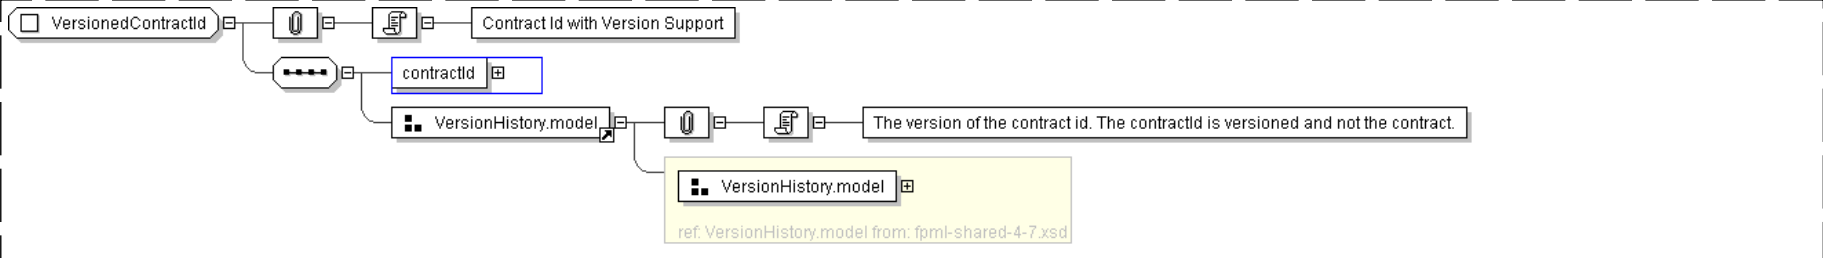 VersionedContractId
Contract Id with Version Support
contractId
VersionHistory.model
The version of the contract id. The contractId is versioned and not the contract.
VersionHistory.model
ref: VersionHistory.model from: fpml-shared-4-7.xsd